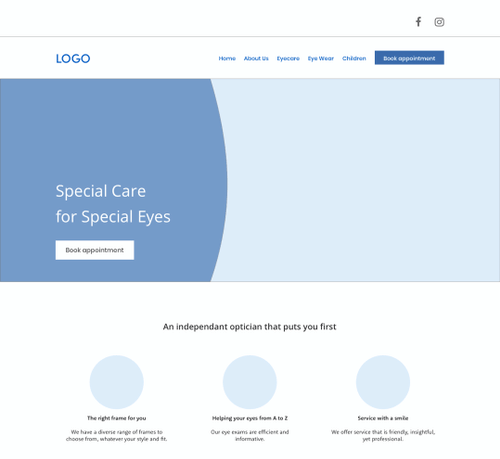 LOGO
Home About Us Eyecare Eye Wear Children Book appointment
Special Care
for Special Eyes
Book appointment
An independant optician that puts you first
The right frame for you
We have a diverse range of frames to
choose from, whatever your style and fit.
Helping your eyes from A to Z
Our eye exams are efficient and
informative.
Service with a smile
We offer service that is friendly, insightful,
yet professional.